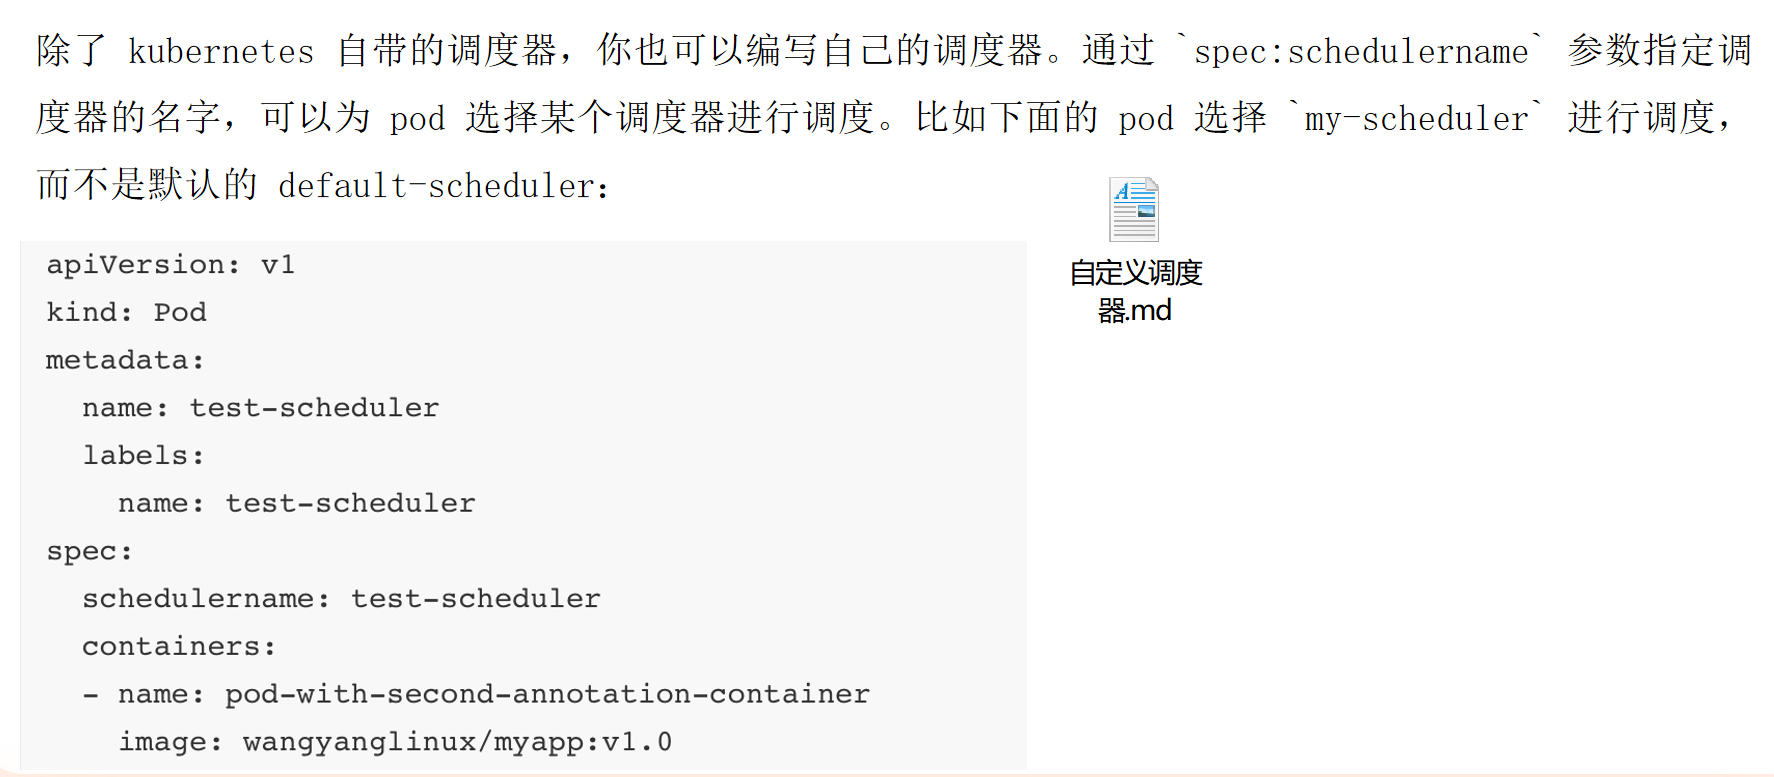 除了 kubernetes 自带的调度器，你也可以编写自己的调度器。通过 `spec:schedulername` 参数指定调
度器的名字，可以为 pod 选择某个调度器进行调度。比如下面的 pod 选择 `my-scheduler` 进行调度，
而不是默认的 default-scheduler：
自定义调度
器.md
apiVersion: v1
kind: Pod
metadata:
  name: test-scheduler
  labels:
    name: test-scheduler
spec:
  schedulername: test-scheduler
  containers:
  - name: pod-with-second-annotation-container
    image: wangyanglinux/myapp:v1.0